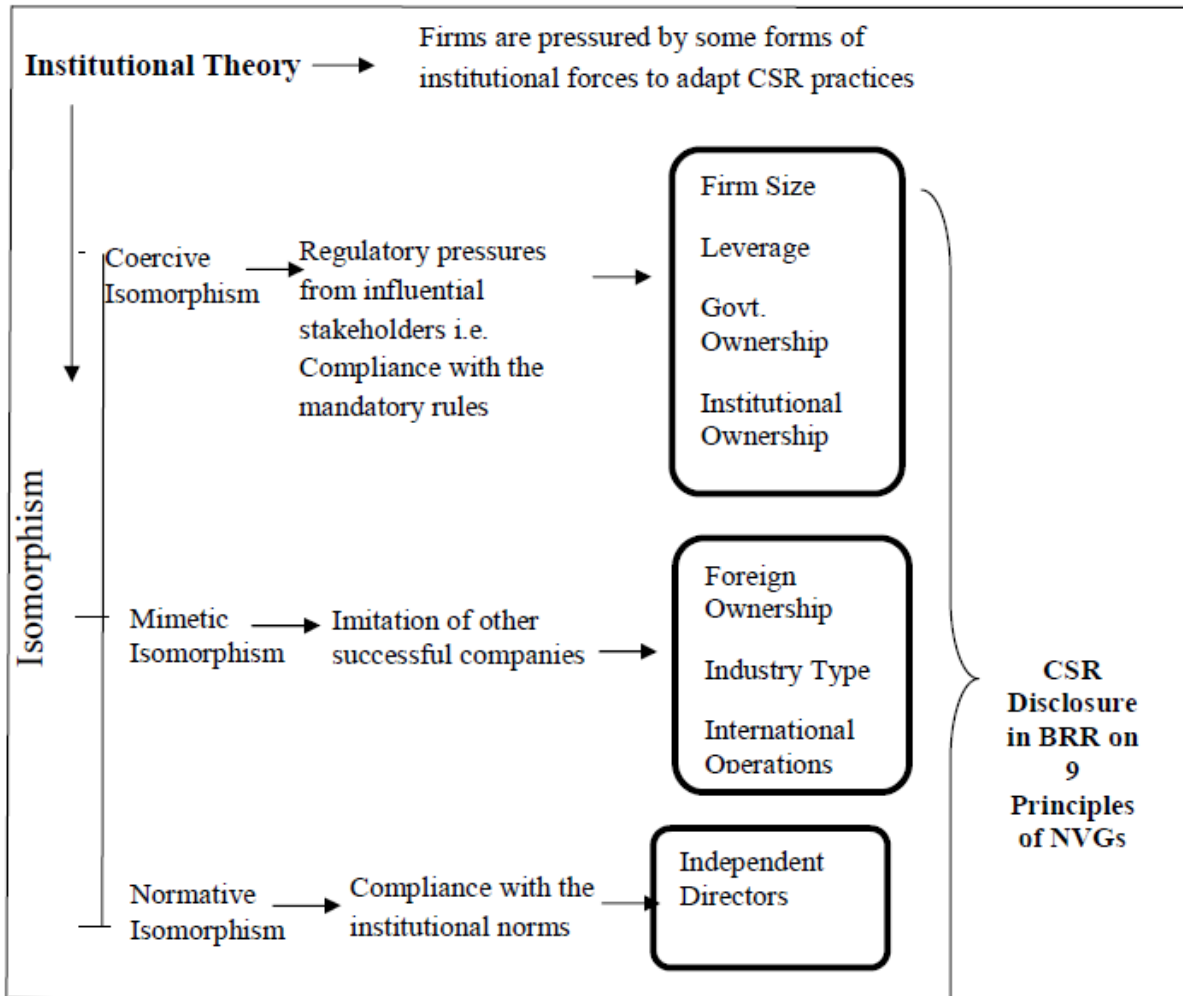 Institutional Theory
Firms are pressured by some forms of
institutional forces to adapt CSR practices
Isomorphism
Coercive
Isomorphism
Regulatory pressures
from influential
stakeholders i.e.
Compliance with the
mandatory rules
Firm Size
Leverage
Govt.
Ownership
Institutional
Ownership
Mimetic
Isomorphism
Imitation of other
successful companies
Foreign
Ownership
Industry Type
International
Operations
Normative
Isomorphism
Compliance with the
institutional norms
Independent
Directors
CSR
Disclosure
in BRR on
9
Principles
of NVGs